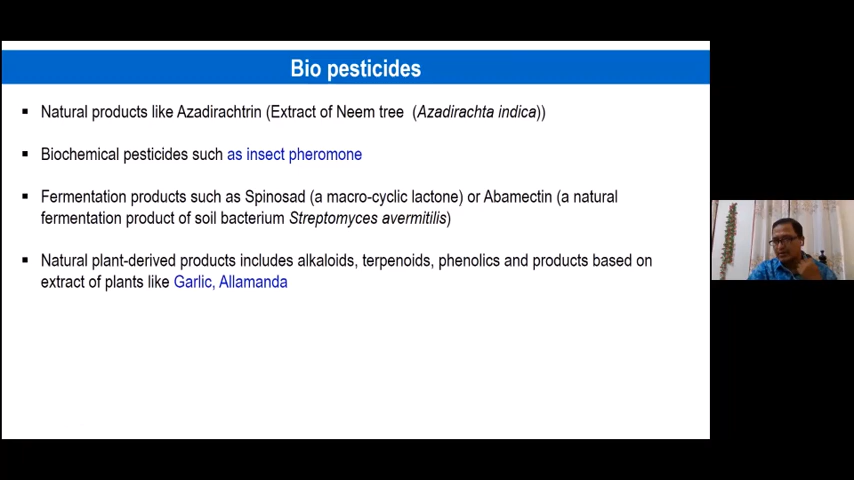 Bio pesticides
▪ Natural products like Azadirachtrin (Extract of Neem tree (Azadirachta indica))
▪ Biochemical pesticides such as insect pheromone
▪ Fermentation products such as Spinosad (a macro-cyclic lactone) or Abamectin (a natural
fermentation product of soil bacterium Streptomyces avermitilis)
▪ Natural plant-derived products includes alkaloids, terpenoids, phenolics and products based on
extract of plants like Garlic, Allamanda